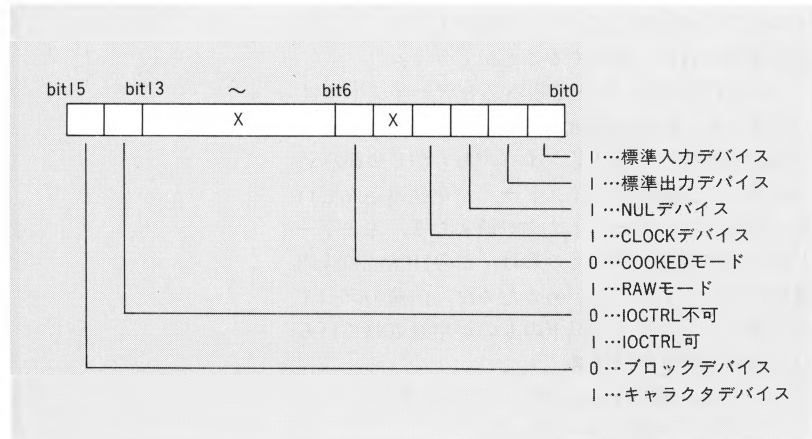 bit15 bit13 ～ bit6 bit0
X X
1…標準入力デバイス
1…標準出力デバイス
1…NULデバイス
1…CLOCKデバイス
0…COOKEDモード
1…RAWモード
0…IOCTRL不可
1…IOCTRL可
0…ブロックデバイス
1…キャラクタデバイス